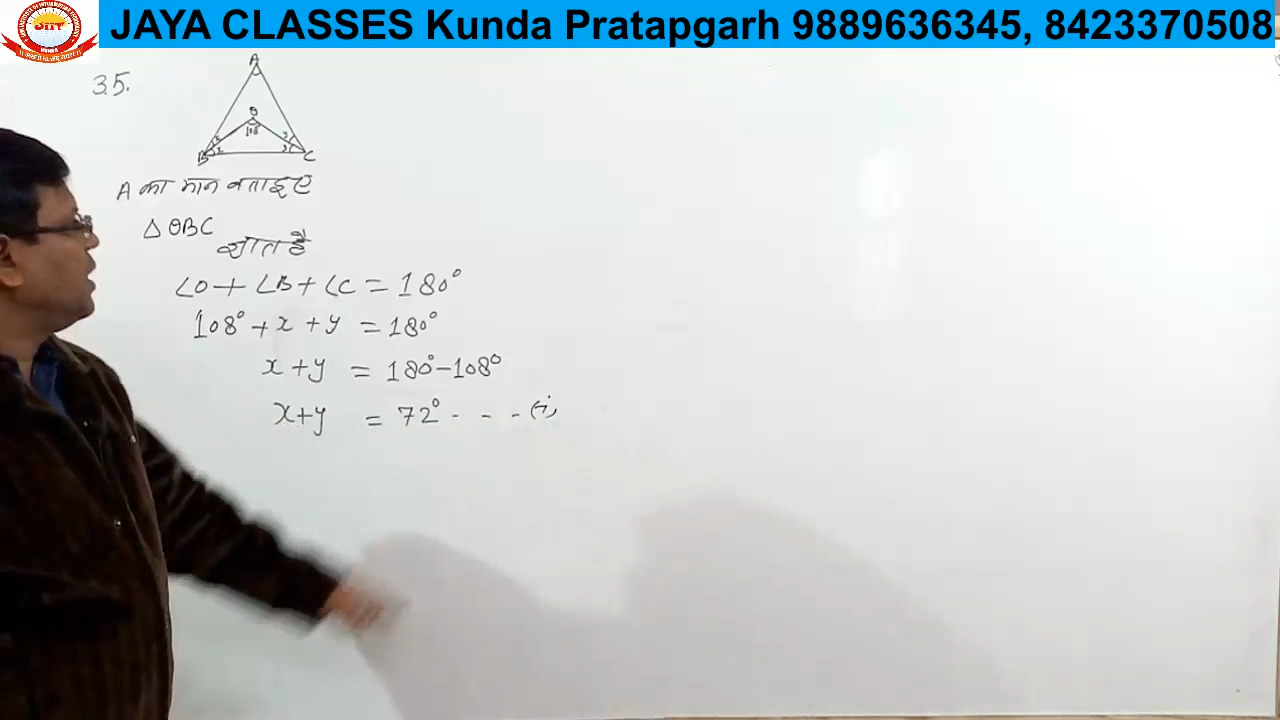 JAYA CLASSES Kunda Pratapgarh 9889636345, 8423370508
35.
A
O
108
x y
x y
B C
A का मान बताइए
△ OBC
ज्ञात है
∠O + ∠B + ∠C = 180°
108° + x + y = 180°
x + y = 180° - 108°
x + y = 72° - - - (i)